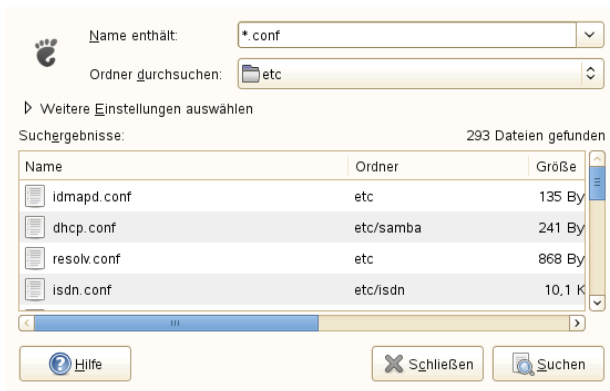 Name enthält: *.conf
Ordner durchsuchen: etc
Weitere Einstellungen auswählen
Suchergebnisse: 293 Dateien gefunden
Name Ordner Größe
idmapd.conf etc 135 By
dhcp.conf etc/samba 241 By
resolv.conf etc 868 By
isdn.conf etc/isdn 10,1 K
Hilfe Schließen Suchen